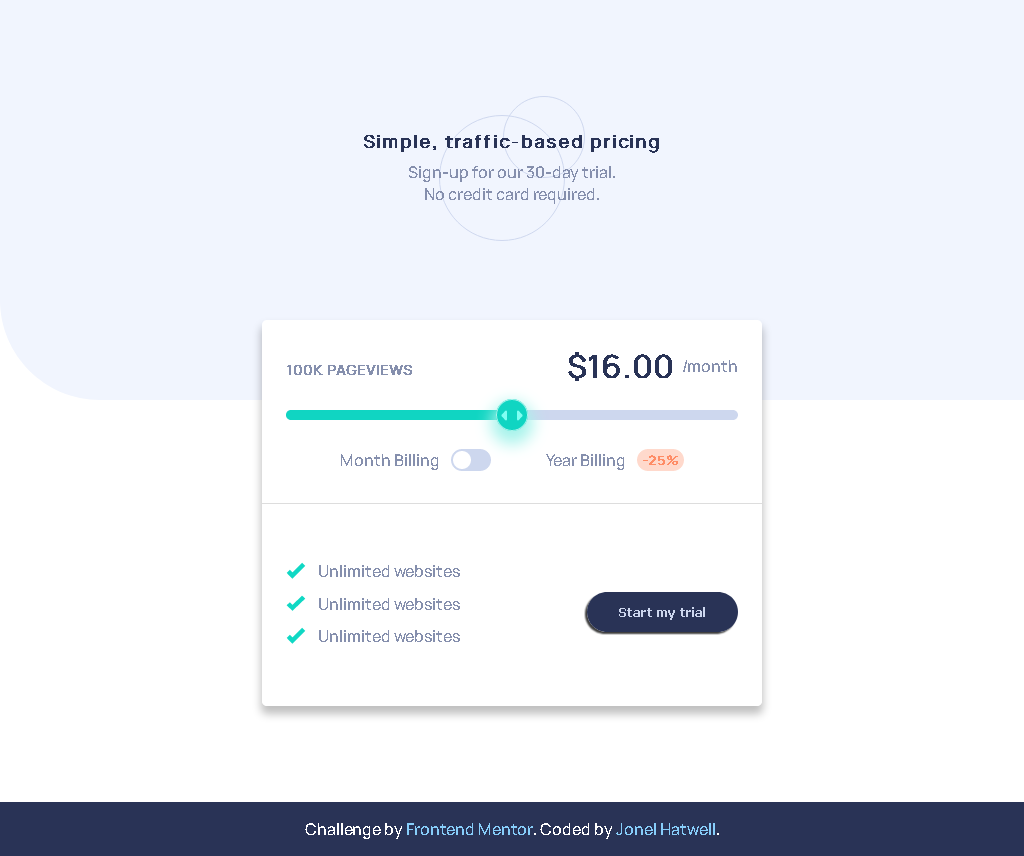 Simple, traffic-based pricing
Sign-up for our 30-day trial.
No credit card required.
100K PAGEVIEWS
$16.00 /month
Month Billing
Year Billing
-25%
Unlimited websites
Unlimited websites
Unlimited websites
Start my trial
Challenge by Frontend Mentor. Coded by Jonel Hatwell.